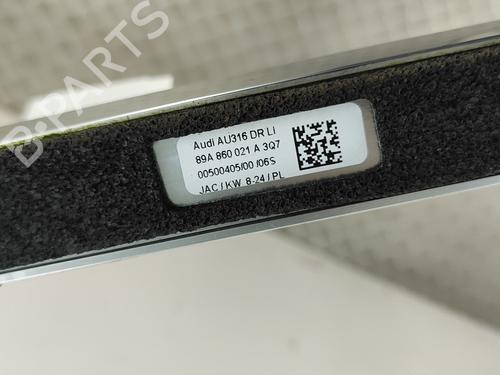 B-PARTS
Audi AU316 DR LI
89A 860 021 A 3Q7
00500405/00 /06S
JAC / KW 8-24 / PL